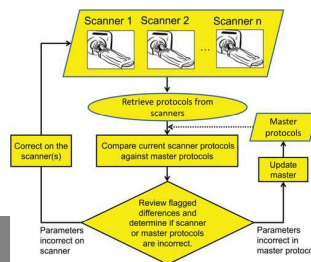 Scanner 1 Scanner 2 Scanner n
...
Retrieve protocols from
scanners
Master
protocols
Correct on the
scanner(s)
Compare current scanner protocols
against master protocols
Update
master
Review flagged
differences and
determine if scanner
or master protocols
are incorrect.
Parameters
incorrect on
scanner
Parameters
incorrect in
master protoco